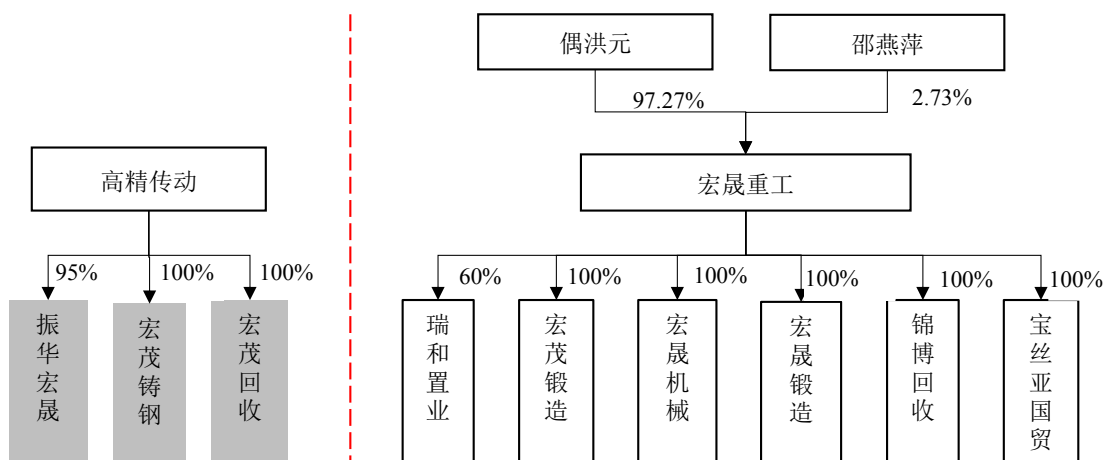 偶洪元
邵燕萍
97.27%
2.73%
高精传动
宏晟重工
95%
100%
100%
60%
100%
100%
100%
100%
100%
振华宏晟
宏茂铸钢
宏茂回收
瑞和置业
宏茂锻造
宏晟机械
宏晟锻造
锦博回收
宝丝亚国贸